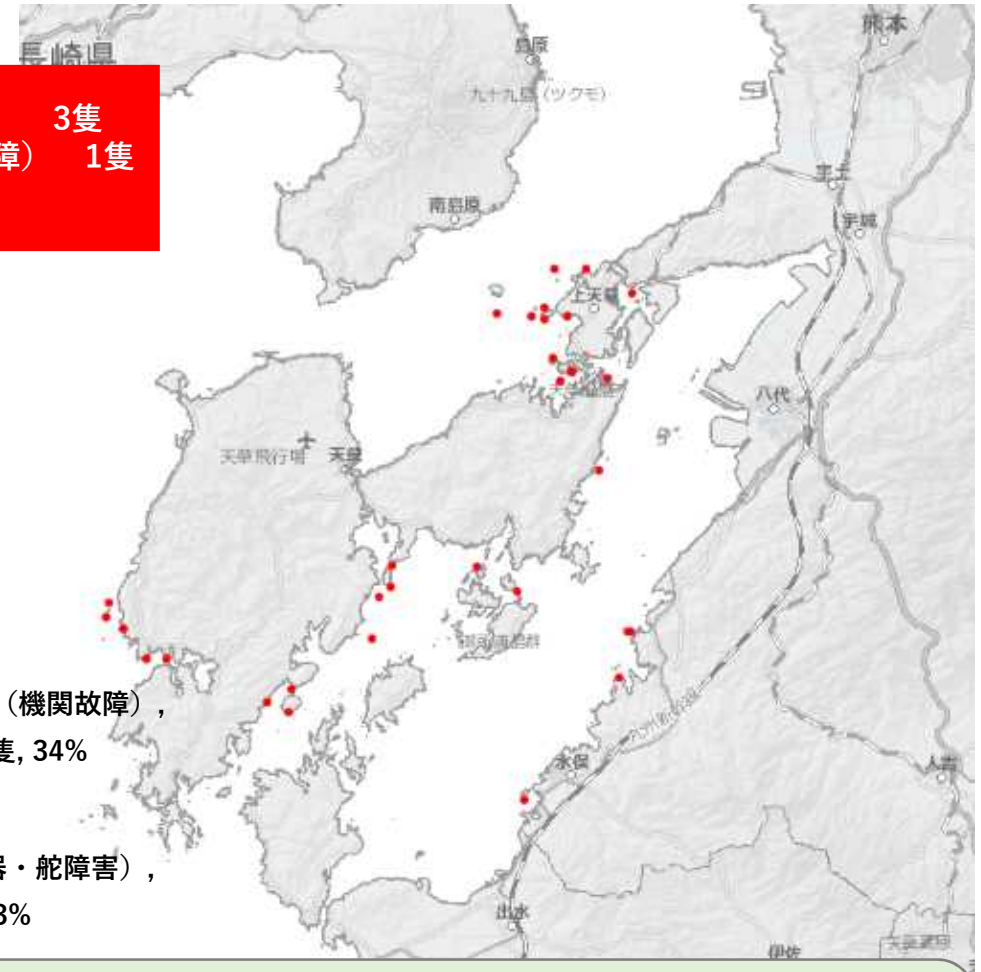 長崎県
島原
熊本
九十九島（ツクモ）
3隻
障） 1隻
宇土
南島原
宇城
上天草
八代
天草飛行場
天草
（機関故障）,
隻, 34%
水俣
人吉
器・舵障害）,
3%
出水
伊佐